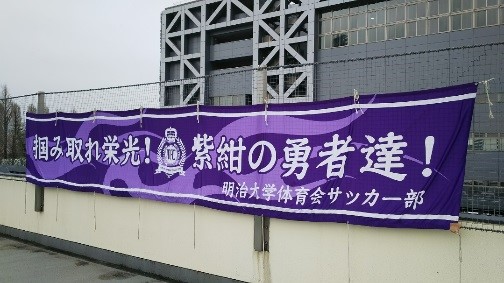 掴み取れ栄光！紫紺の勇者達！
明治大学体育会サッカー部